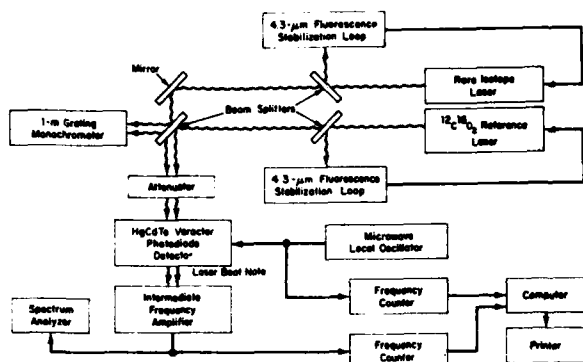 4.3-μm Fluorescence
Stabilization Loop
Mirror
Rare Isotope
Laser
Beam Splitters
1-m Grating
Monochrometer
12C16O2 Reference
Laser
4.3-μm Fluorescence
Stabilization Loop
Attenuator
HgCdTe Varactor
Photodiode
Detector
Microwave
Local Oscillator
Laser Beat Note
Intermediate
Frequency
Amplifier
Spectrum
Analyzer
Frequency
Counter
Computer
Frequency
Counter
Printer